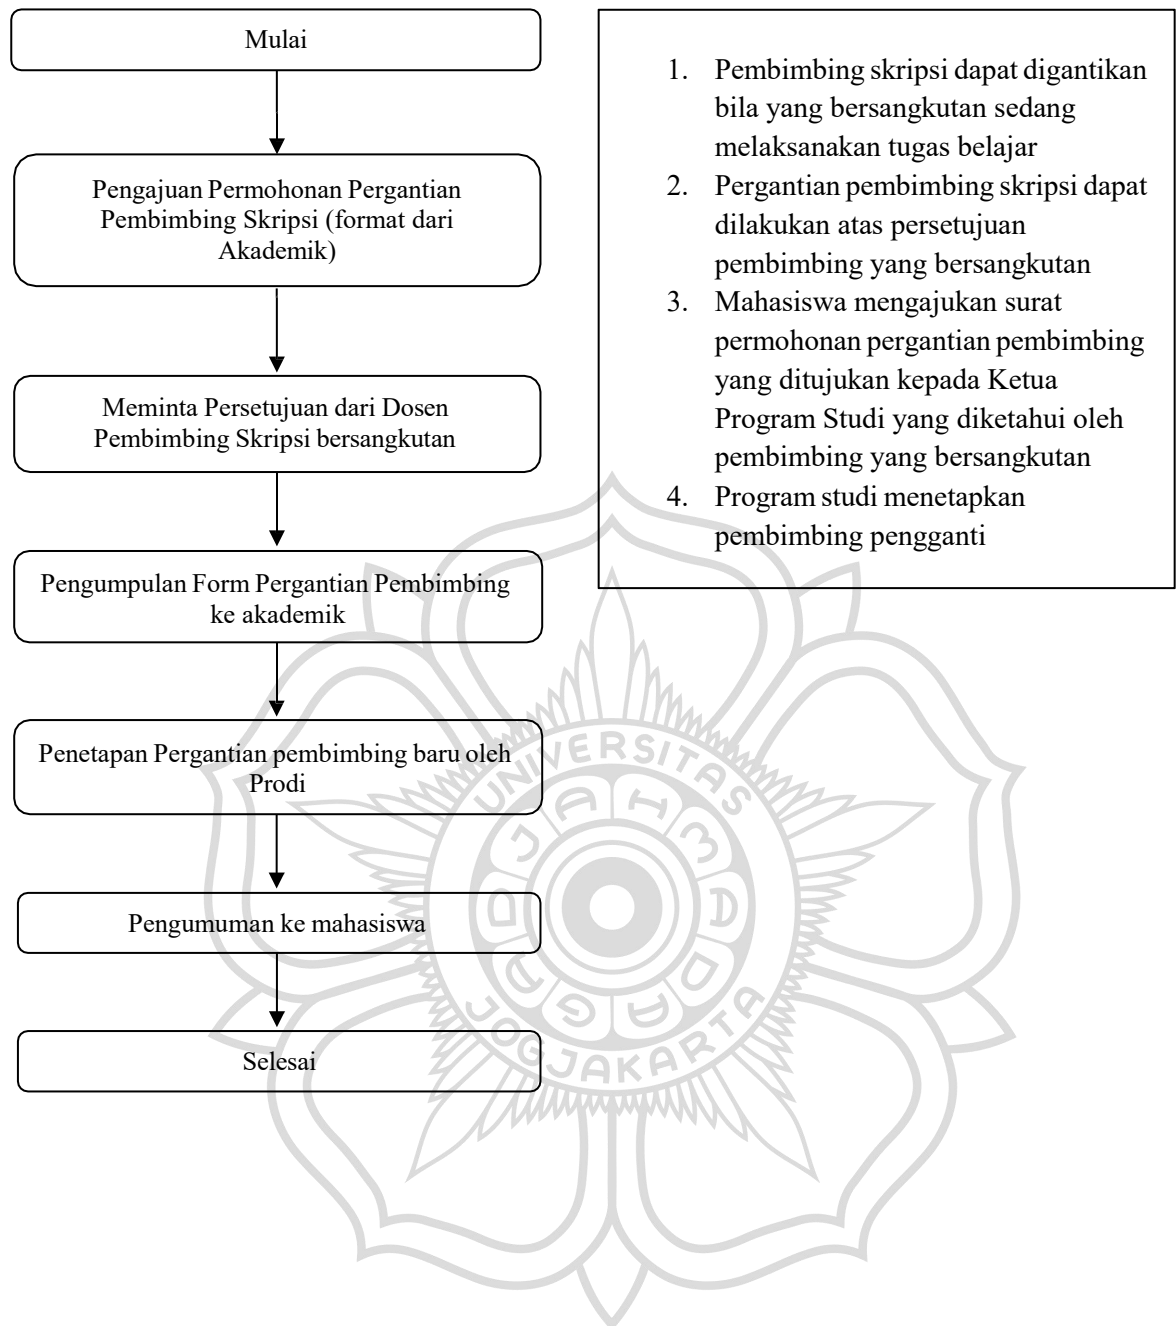 Mulai
Pengajuan Permohonan Pergantian
Pembimbing Skripsi (format dari
Akademik)
Meminta Persetujuan dari Dosen
Pembimbing Skripsi bersangkutan
Pengumpulan Form Pergantian Pembimbing
ke akademik
Penetapan Pergantian pembimbing baru oleh
Prodi
Pengumuman ke mahasiswa
Selesai
1. Pembimbing skripsi dapat digantikan
bila yang bersangkutan sedang
melaksanakan tugas belajar
2. Pergantian pembimbing skripsi dapat
dilakukan atas persetujuan
pembimbing yang bersangkutan
3. Mahasiswa mengajukan surat
permohonan pergantian pembimbing
yang ditujukan kepada Ketua
Program Studi yang diketahui oleh
pembimbing yang bersangkutan
4. Program studi menetapkan
pembimbing pengganti
UNIVERSITAS
JOGJAKARTA